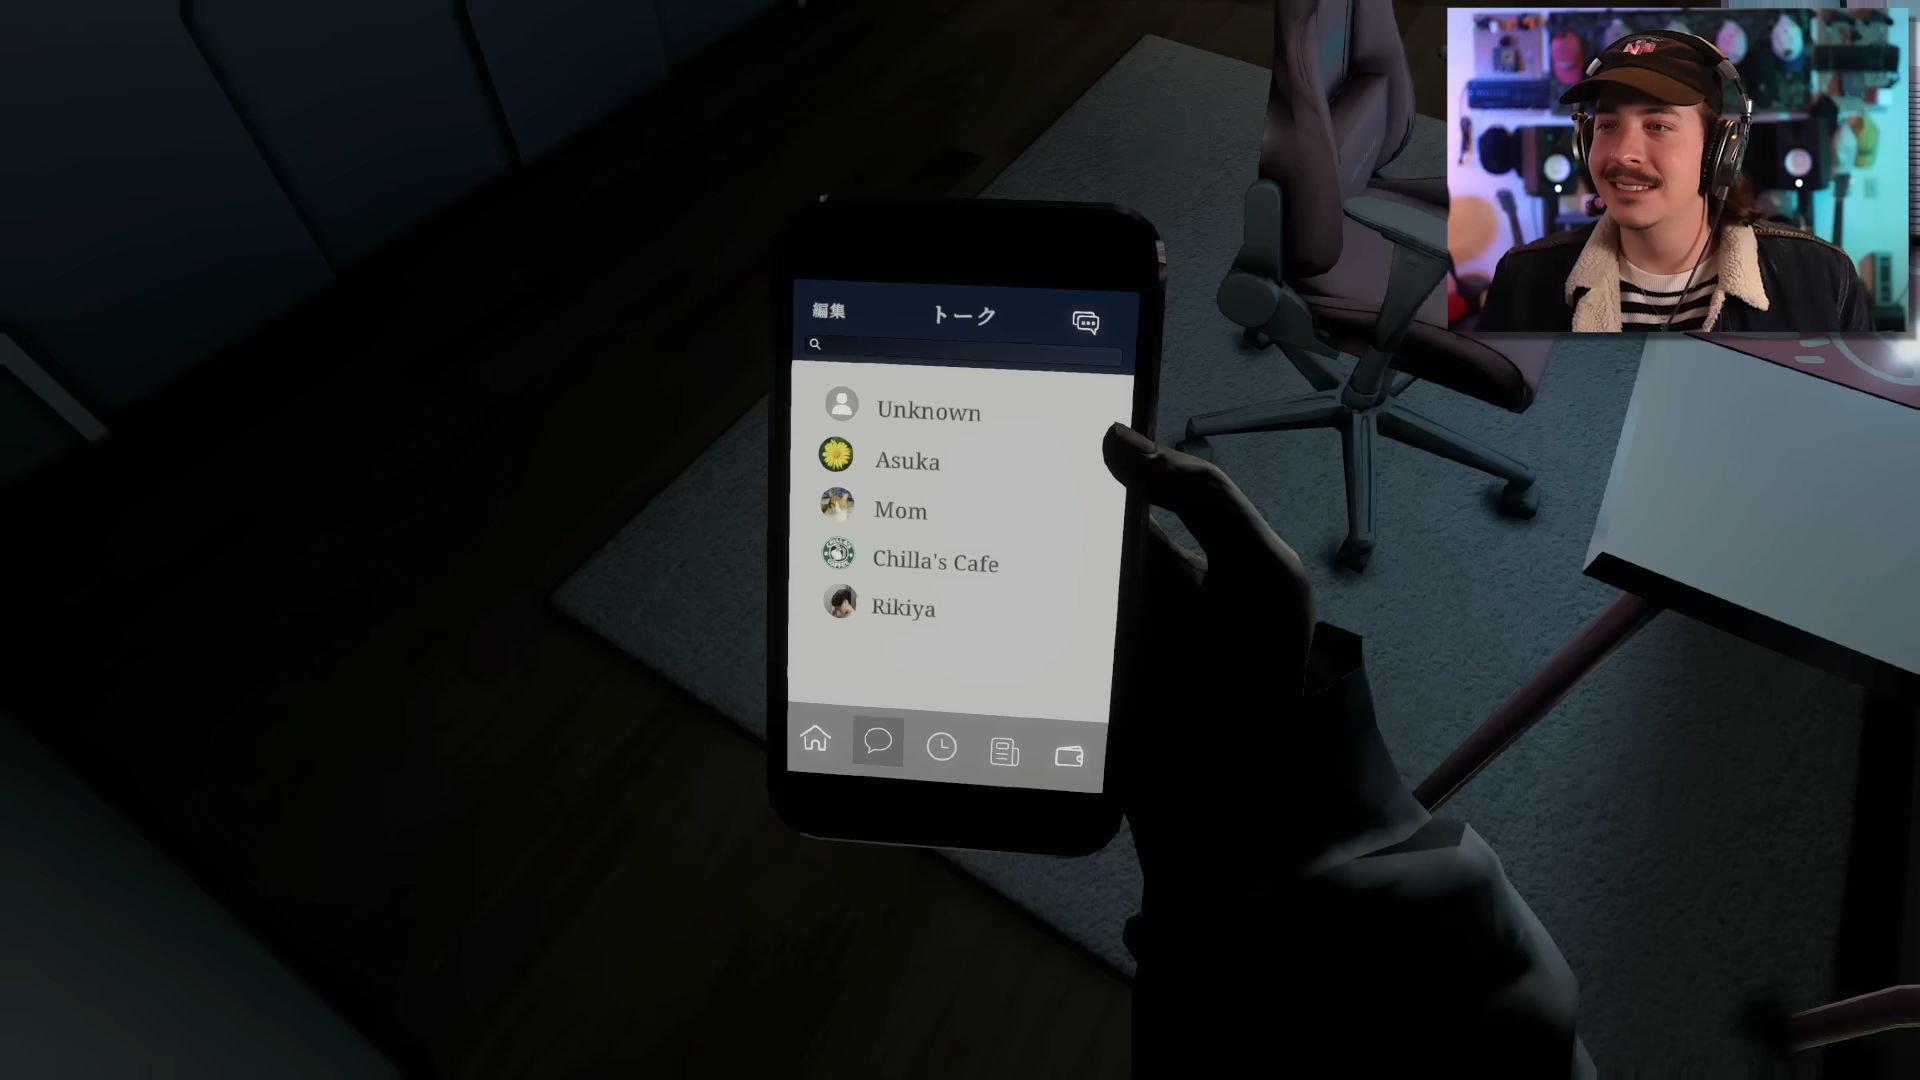 編集
トーク
Unknown
Asuka
Mom
Chilla's Cafe
Rikiya